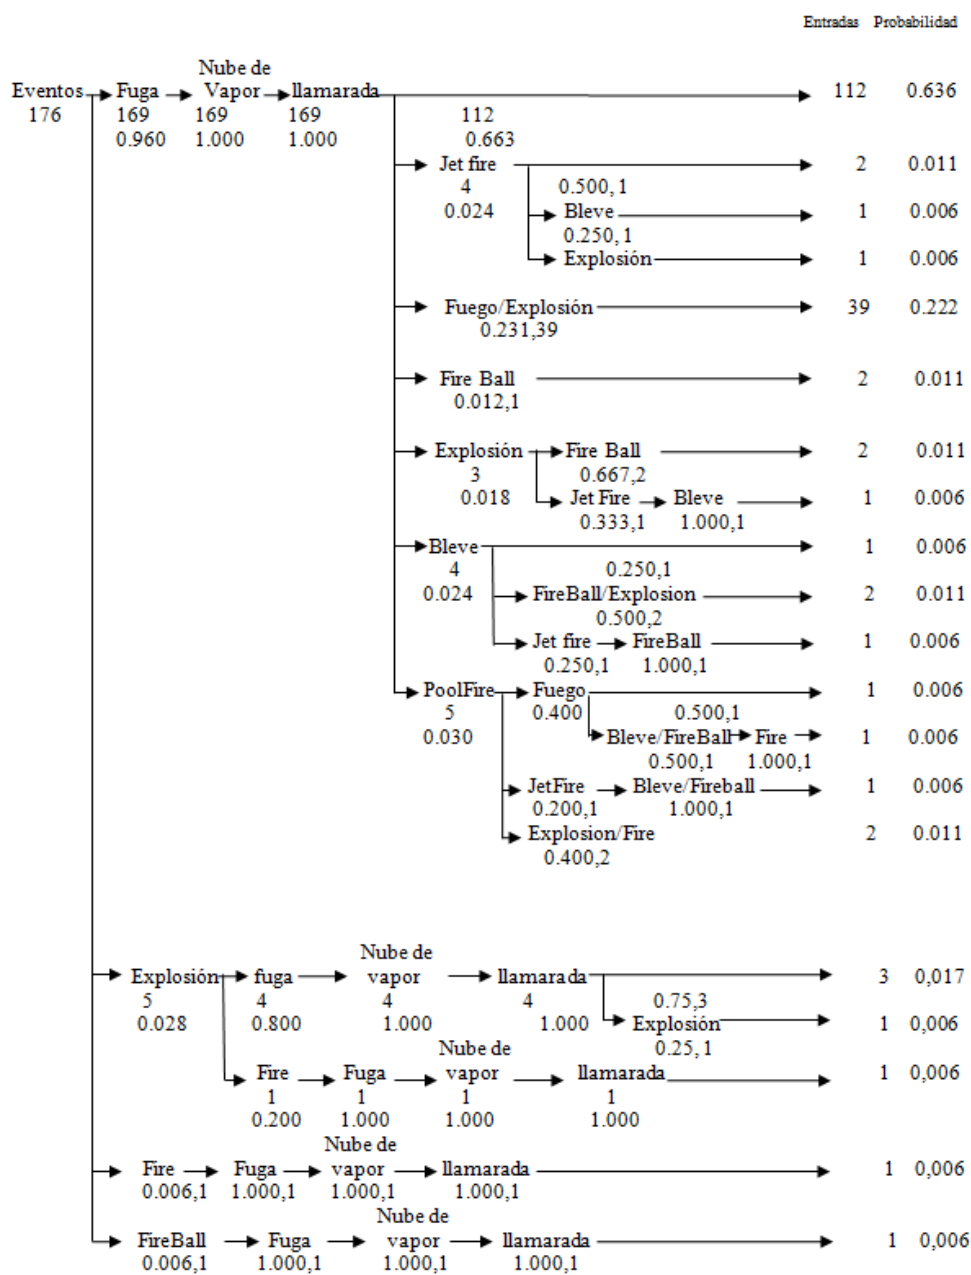 Entradas Probabilidad
Nube de
Eventos Fuga Vapor llamarada 112 0.636
176 169 169 169 112
0.960 1.000 1.000 0.663
Jet fire 2 0.011
4 0.500, 1
0.024 Bleve 1 0.006
0.250, 1
Explosión 1 0.006
Fuego/Explosión 39 0.222
0.231,39
Fire Ball 2 0.011
0.012,1
Explosión Fire Ball 2 0.011
3 0.667,2
0.018 Jet Fire Bleve 1 0.006
0.333,1 1.000,1
Bleve 1 0.006
4 0.250,1
0.024 FireBall/Explosion 2 0.011
0.500,2
Jet fire FireBall 1 0.006
0.250,1 1.000,1
PoolFire Fuego 1 0.006
5 0.400 0.500,1
0.030 Bleve/FireBall Fire 1 0.006
0.500,1 1.000,1
JetFire Bleve/Fireball 1 0.006
0.200,1 1.000,1
Explosion/Fire 2 0.011
0.400,2
Nube de
Explosión fuga vapor llamarada 3 0,017
5 4 4 4 0.75,3
0.028 0.800 1.000 1.000 Explosión 1 0,006
0.25, 1
Nube de
Fire Fuga vapor llamarada 1 0,006
1 1 1 1
0.200 1.000 1.000 1.000
Nube de
Fire Fuga vapor llamarada 1 0,006
0.006,1 1.000,1 1.000,1 1.000,1
Nube de
FireBall Fuga vapor llamarada 1 0,006
0.006,1 1.000,1 1.000,1 1.000,1